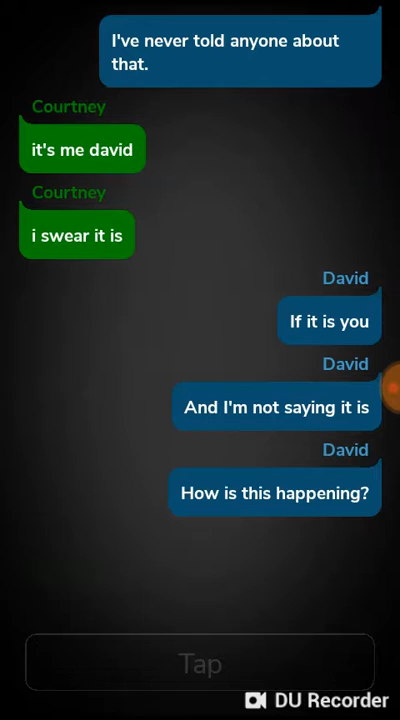 I've never told anyone about
that.
Courtney
it's me david
Courtney
i swear it is
David
If it is you
David
And I'm not saying it is
David
How is this happening?
Tap
DU Recorder